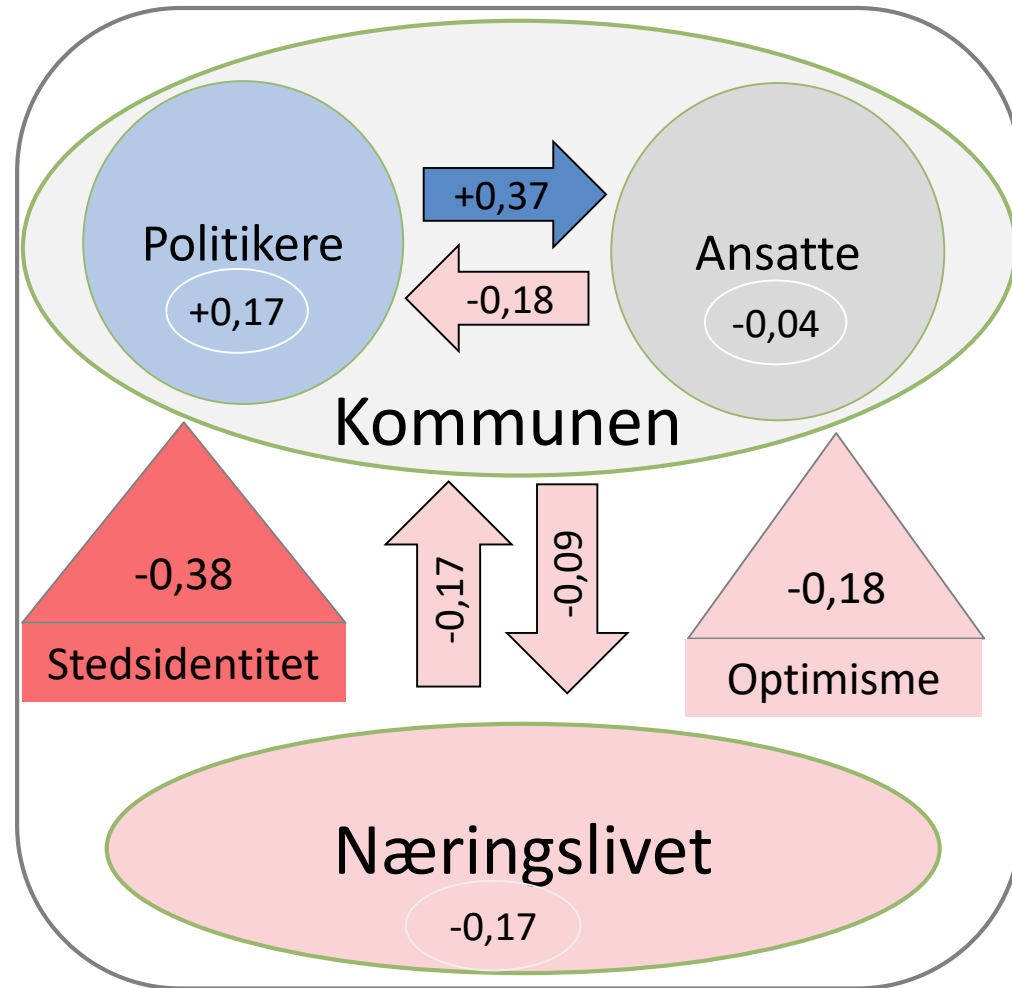 +0,37
Politikere
Ansatte
+0,17
-0,18
-0,04
Kommunen
-0,38
-0,17
-0,09
-0,18
Stedsidentitet
Optimisme
Næringslivet
-0,17